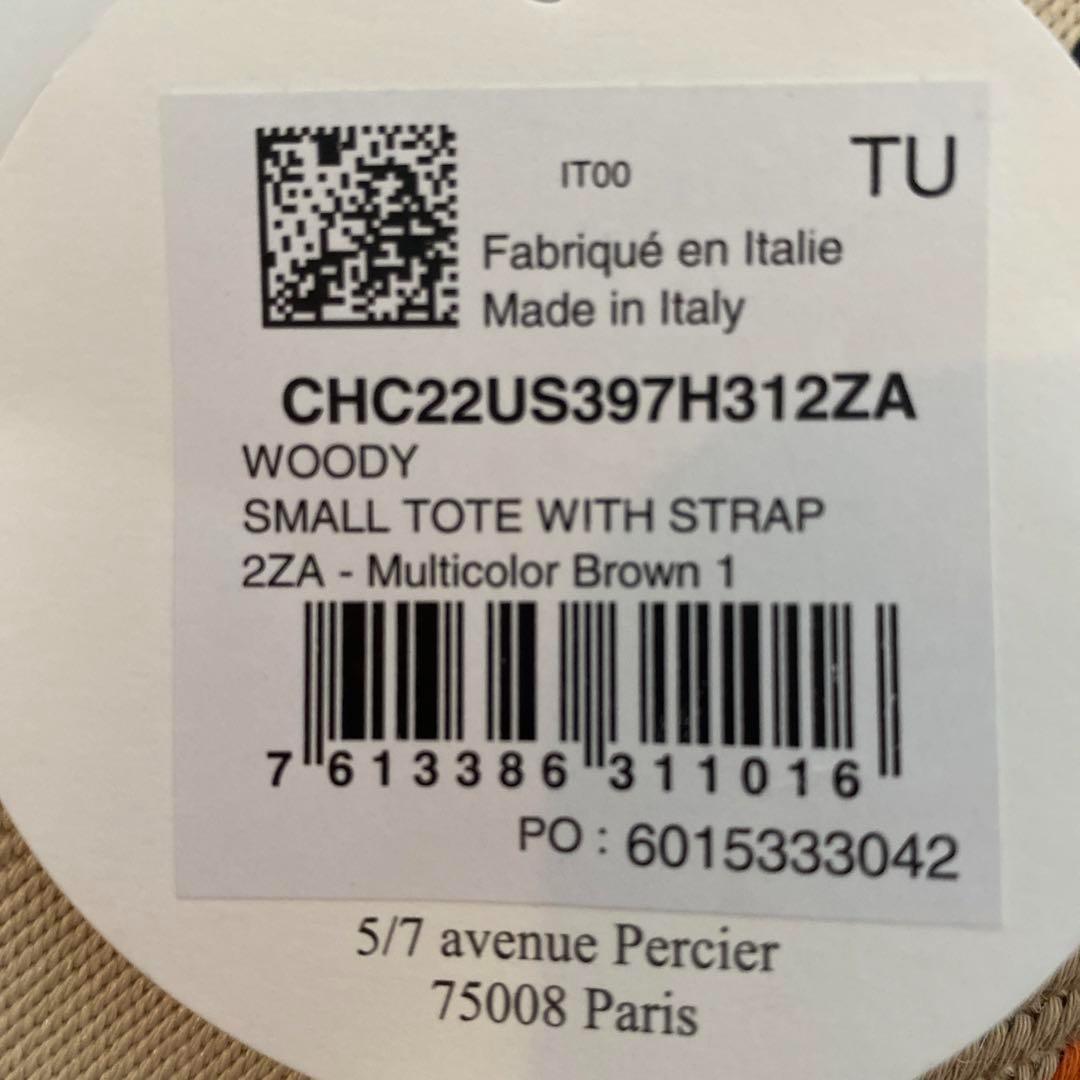 IT00
TU
Fabriqué en Italie
Made in Italy
CHC22US397H312ZA
WOODY
SMALL TOTE WITH STRAP
2ZA - Multicolor Brown 1
7 613386 311016
PO : 6015333042
5/7 avenue Percier
75008 Paris